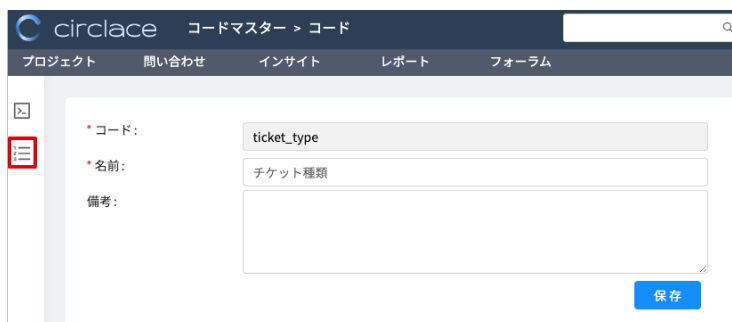 circlace コードマスター > コード
プロジェクト 問い合わせ インサイト レポート フォーラム
* コード :
ticket_type
* 名前 :
チケット種類
備考 :
保存